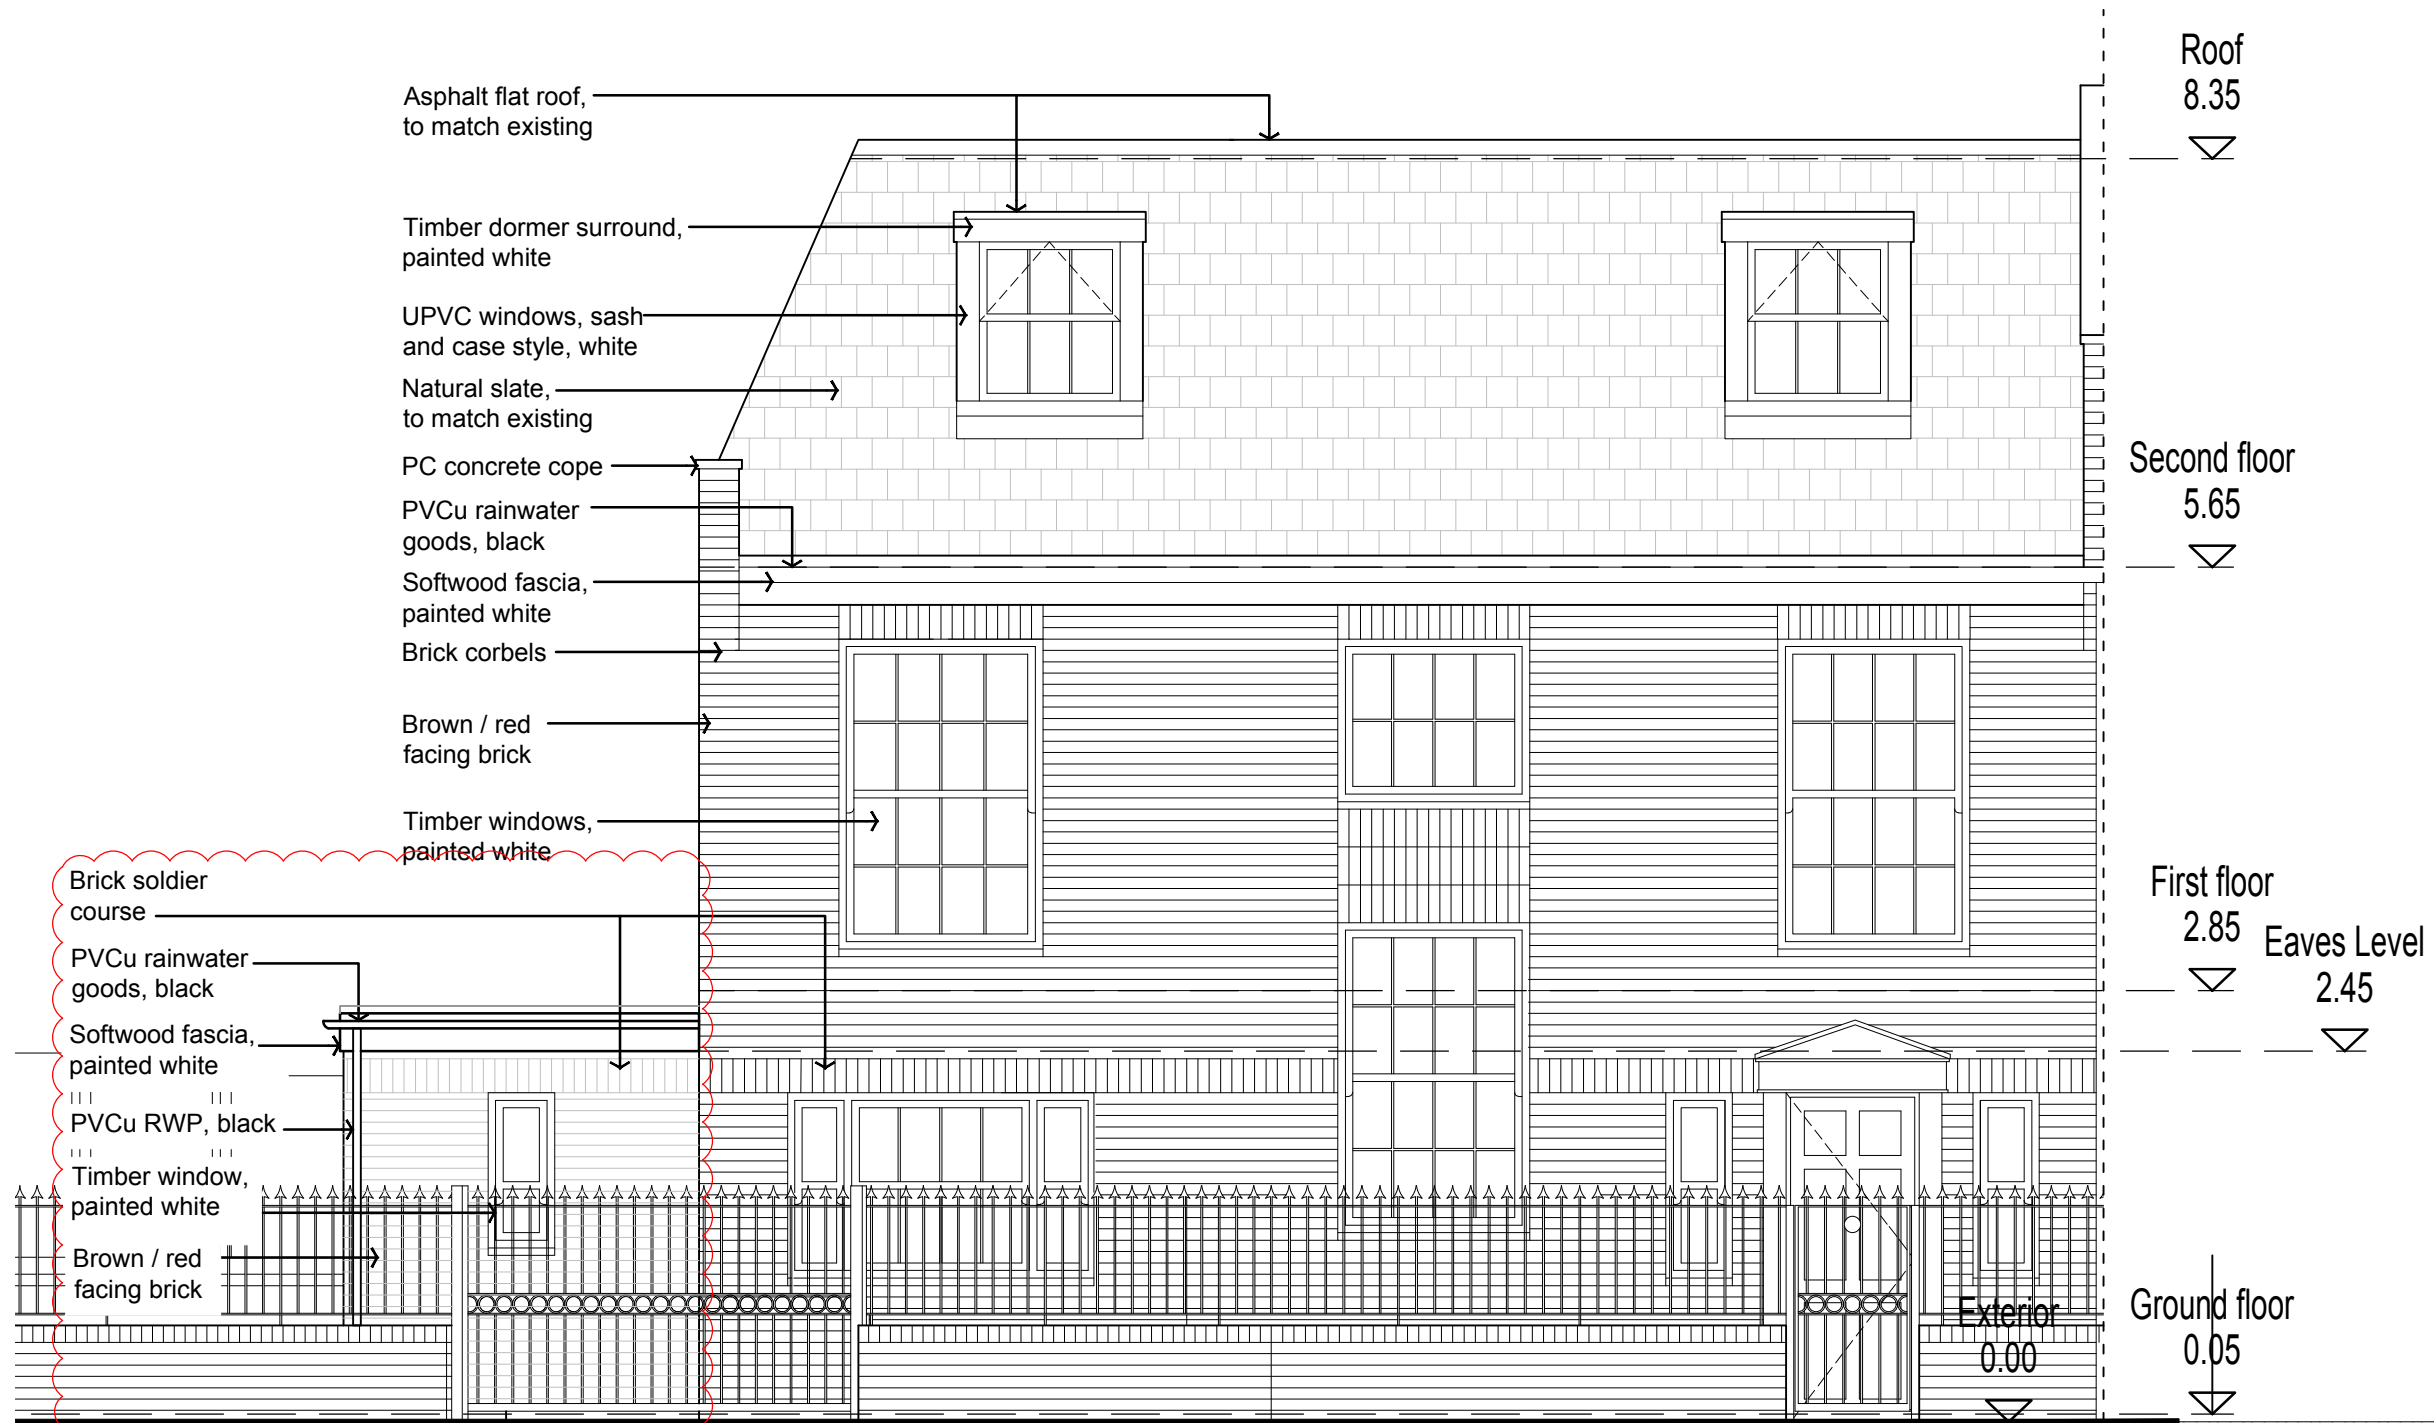 Asphalt flat roof,
to match existing
Timber dormer surround,
painted white
UPVC windows, sash
and case style, white
Natural slate,
to match existing
PC concrete cope
PVCu rainwater
goods, black
Softwood fascia,
painted white
Brick corbels
Brown / red
facing brick
Timber windows,
painted white
Brick soldier
course
PVCu rainwater
goods, black
Softwood fascia,
painted white
PVCu RWP, black
Timber window,
painted white
Brown / red
facing brick
Roof
8.35
Second floor
5.65
First floor
2.85
Eaves Level
2.45
Exterior
0.00
Ground floor
0.05